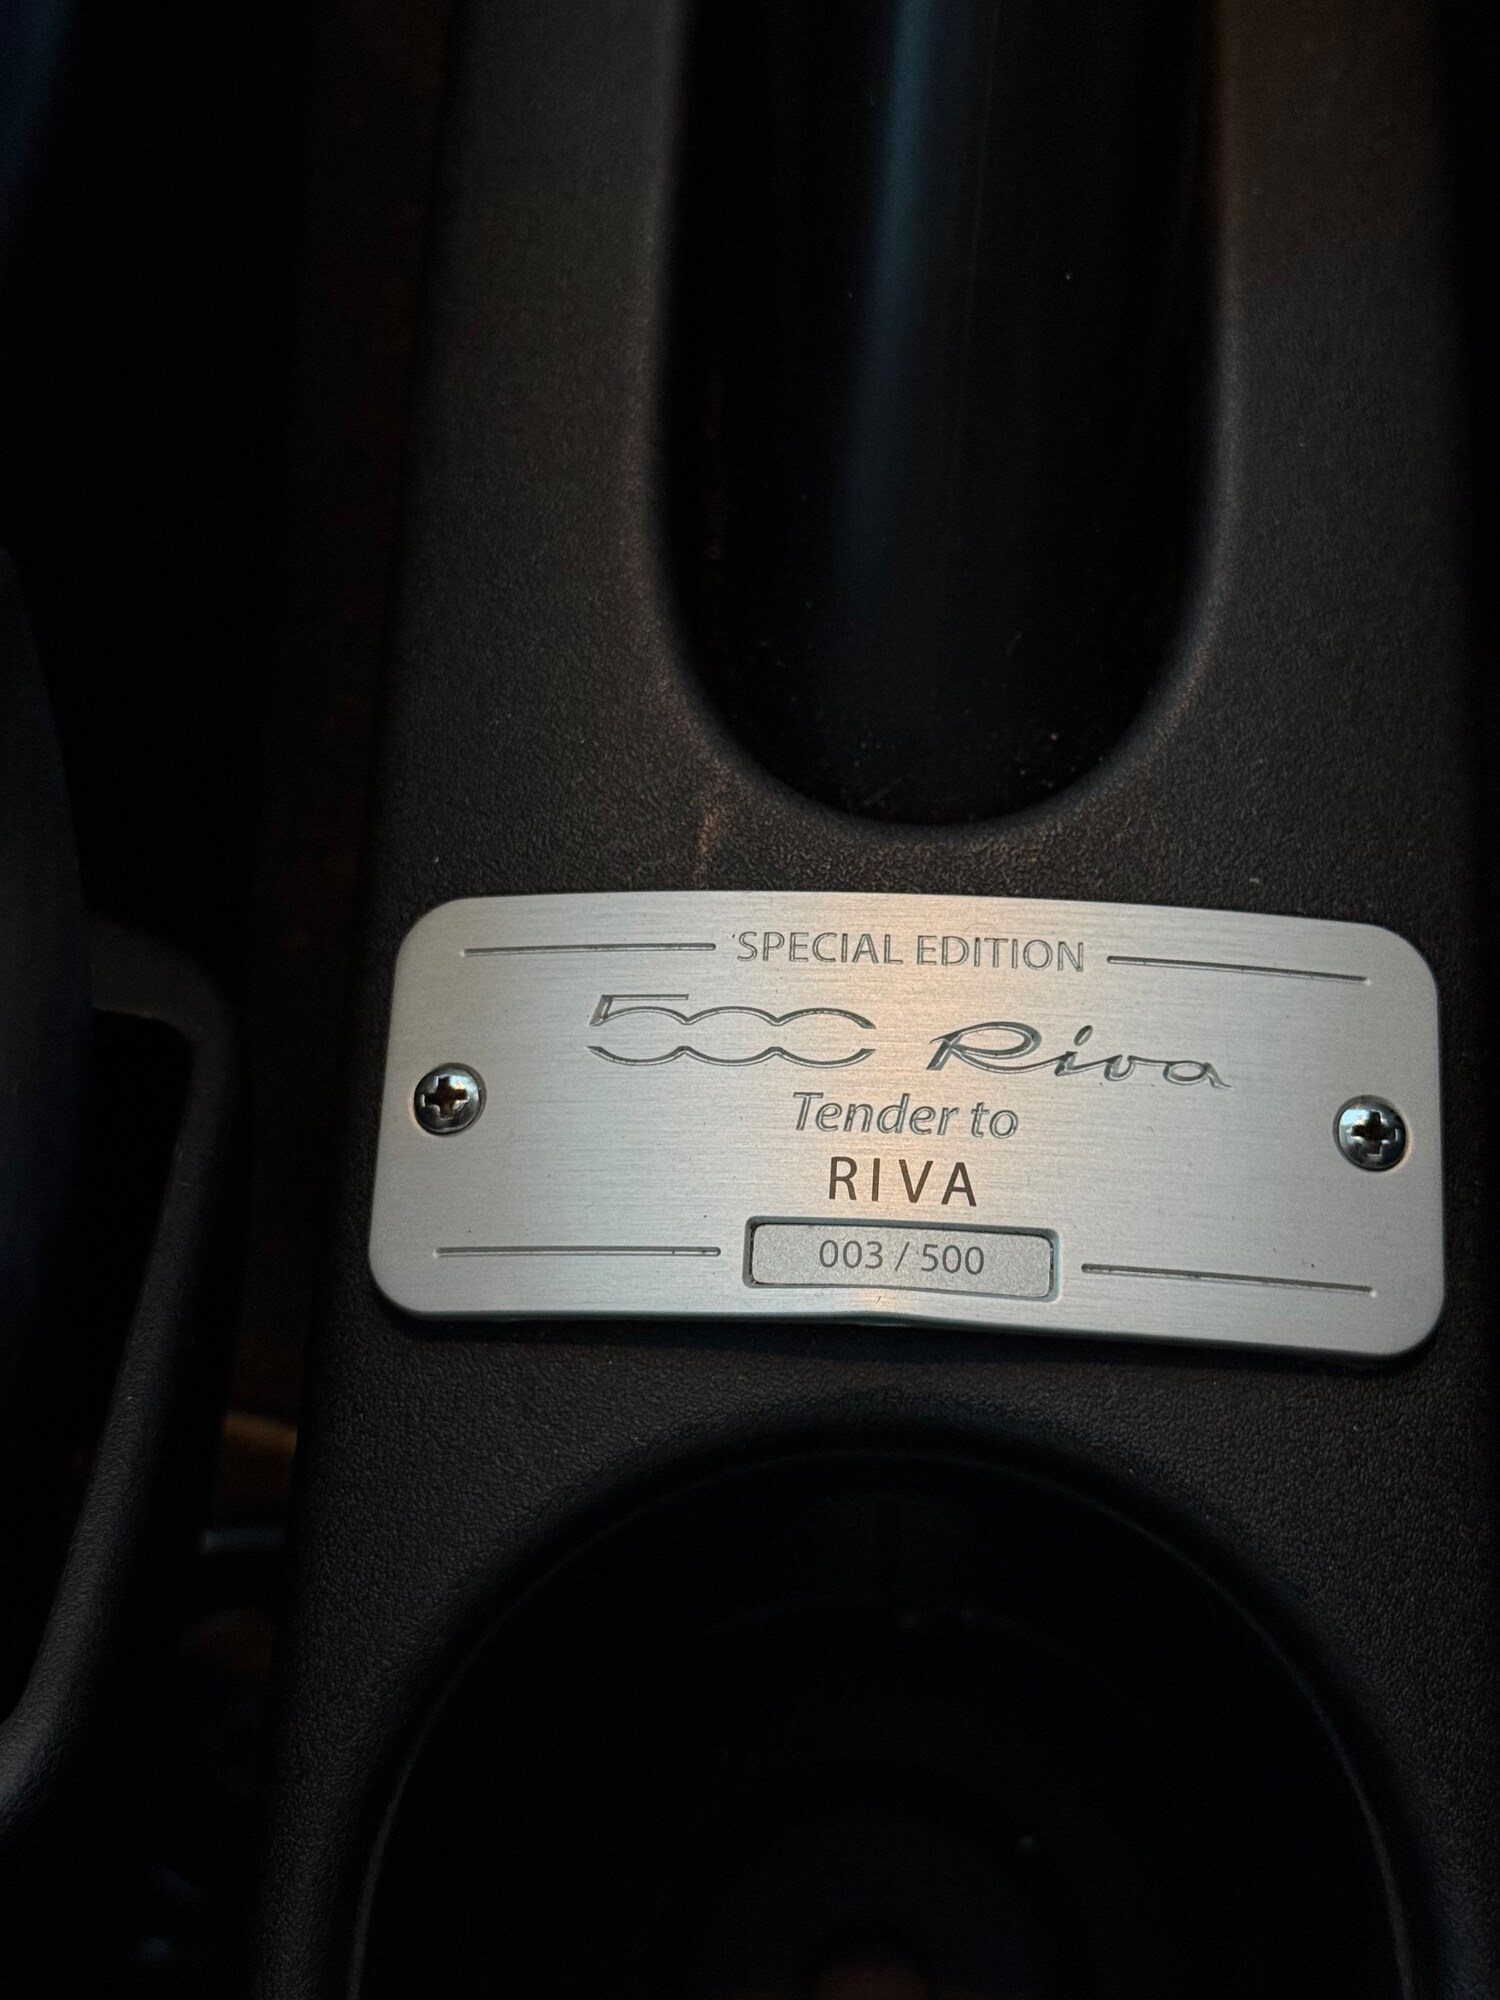 SPECIAL EDITION
500 Riva
Tender to
RIVA
003 / 500